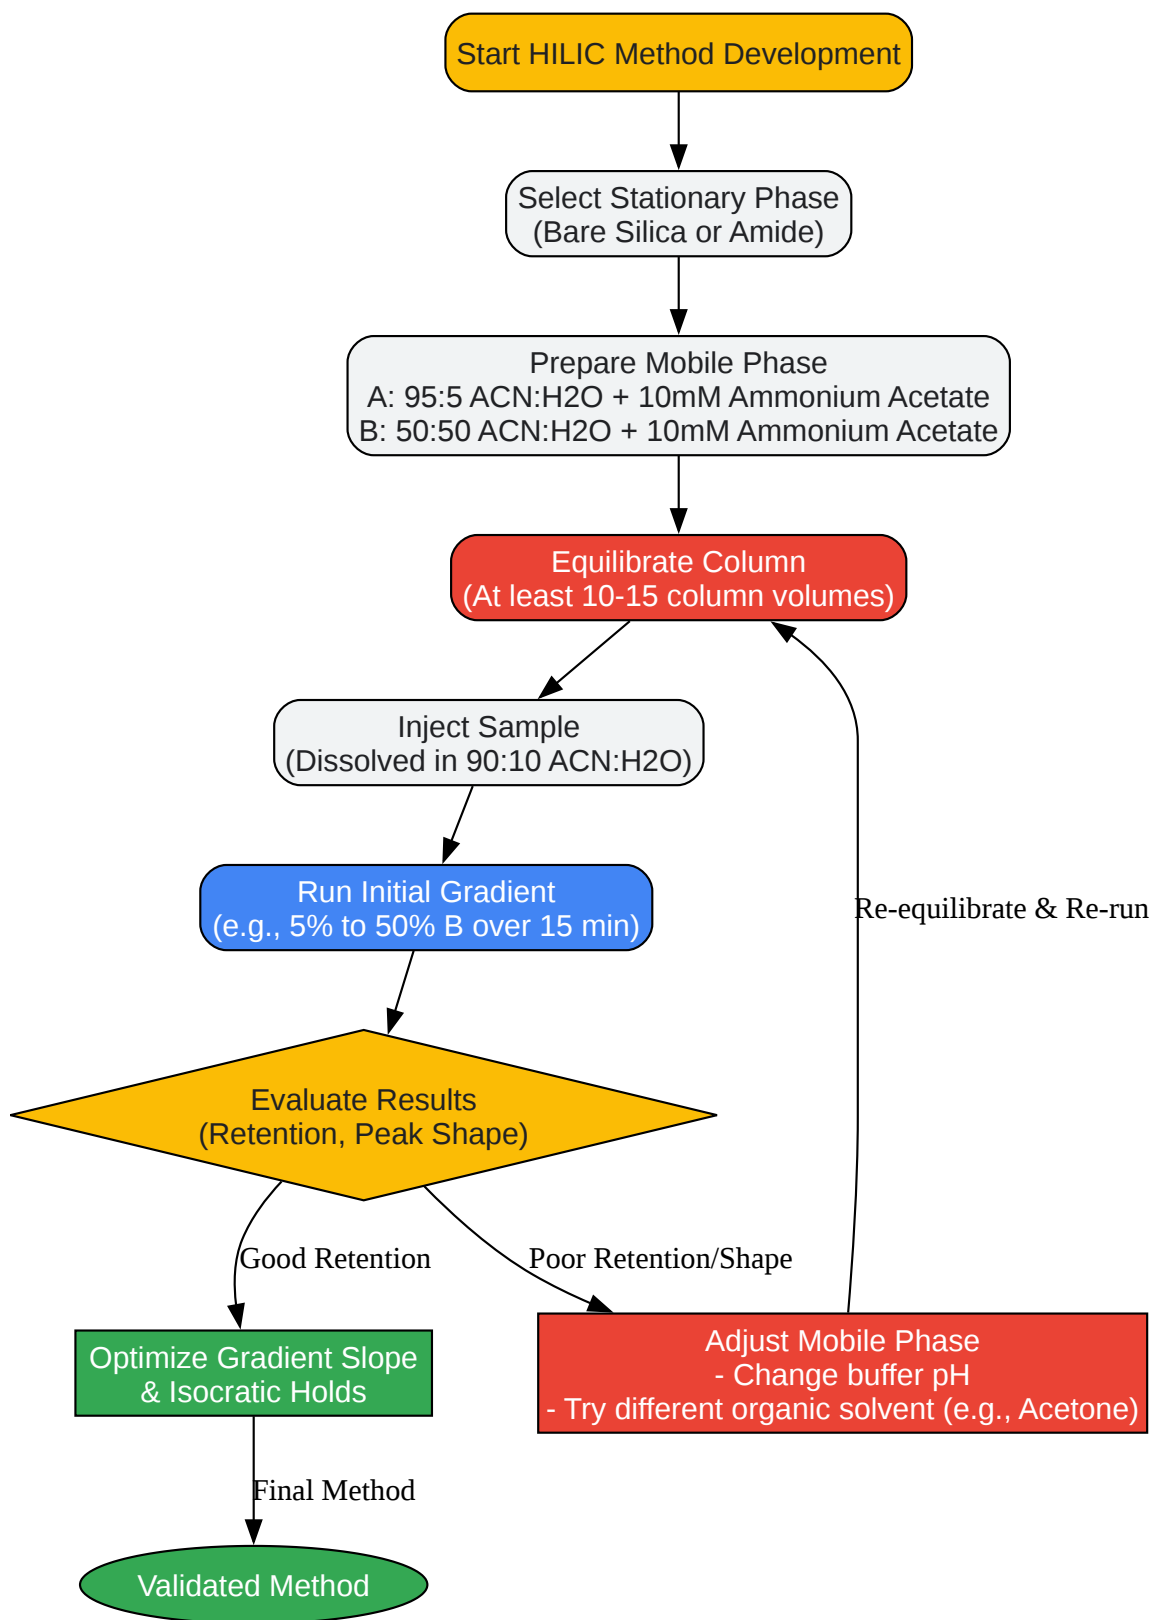 Start HILIC Method Development
Select Stationary Phase
(Bare Silica or Amide)
Prepare Mobile Phase
A: 95:5 ACN:H2O + 10mM Ammonium Acetate
B: 50:50 ACN:H2O + 10mM Ammonium Acetate
Equilibrate Column
(At least 10-15 column volumes)
Inject Sample
(Dissolved in 90:10 ACN:H2O)
Run Initial Gradient
(e.g., 5% to 50% B over 15 min)
Re-equilibrate & Re-run
Evaluate Results
(Retention, Peak Shape)
Good Retention
Poor Retention/Shape
Optimize Gradient Slope
& Isocratic Holds
Adjust Mobile Phase
- Change buffer pH
- Try different organic solvent (e.g., Acetone)
Final Method
Validated Method